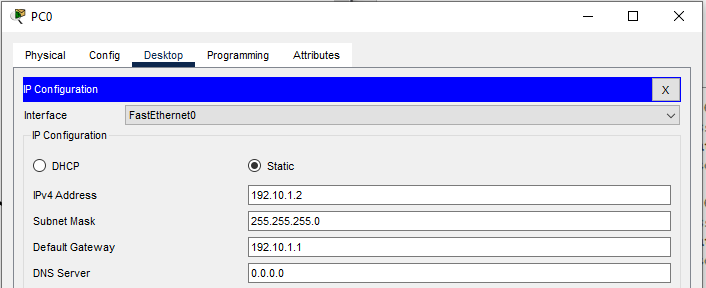 PC0
Physical Config Desktop Programming Attributes
IP Configuration X
Interface FastEthernet0
IP Configuration
DHCP Static
IPv4 Address 192.10.1.2
Subnet Mask 255.255.255.0
Default Gateway 192.10.1.1
DNS Server 0.0.0.0